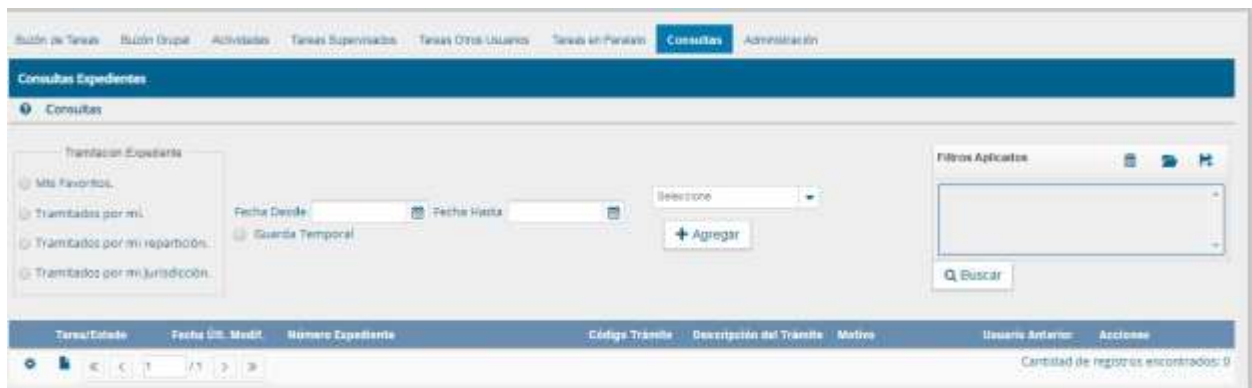 Buzón de Tareas Buzón Grupal Actividades Tareas Supervisados Tareas Otros Usuarios Tareas en Paralelo Consultas Administración
Consultas Expedientes
Consultas
Tramitación Expediente
Mis Favoritos.
Tramitados por mí.
Tramitados por mi repartición.
Tramitados por mi Jurisdicción.
Fecha Desde Fecha Hasta
Guarda Temporal
Seleccione
Agregar
Filtros Aplicados
Buscar
Tarea/Estado Fecha Últ. Modif. Número Expediente Código Trámite Descripción del Trámite Motivo Usuario Anterior Acciones
1 / 1 Cantidad de registros encontrados: 0